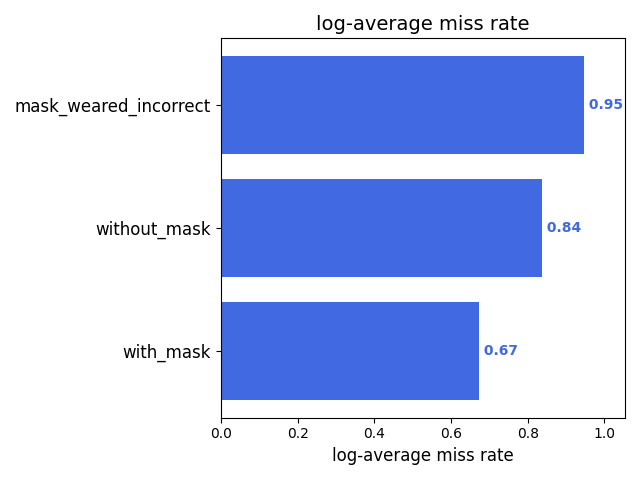 log-average miss rate
mask_weared_incorrect
0.95
without_mask
0.84
with_mask
0.67
0.0 0.2 0.4 0.6 0.8 1.0
log-average miss rate